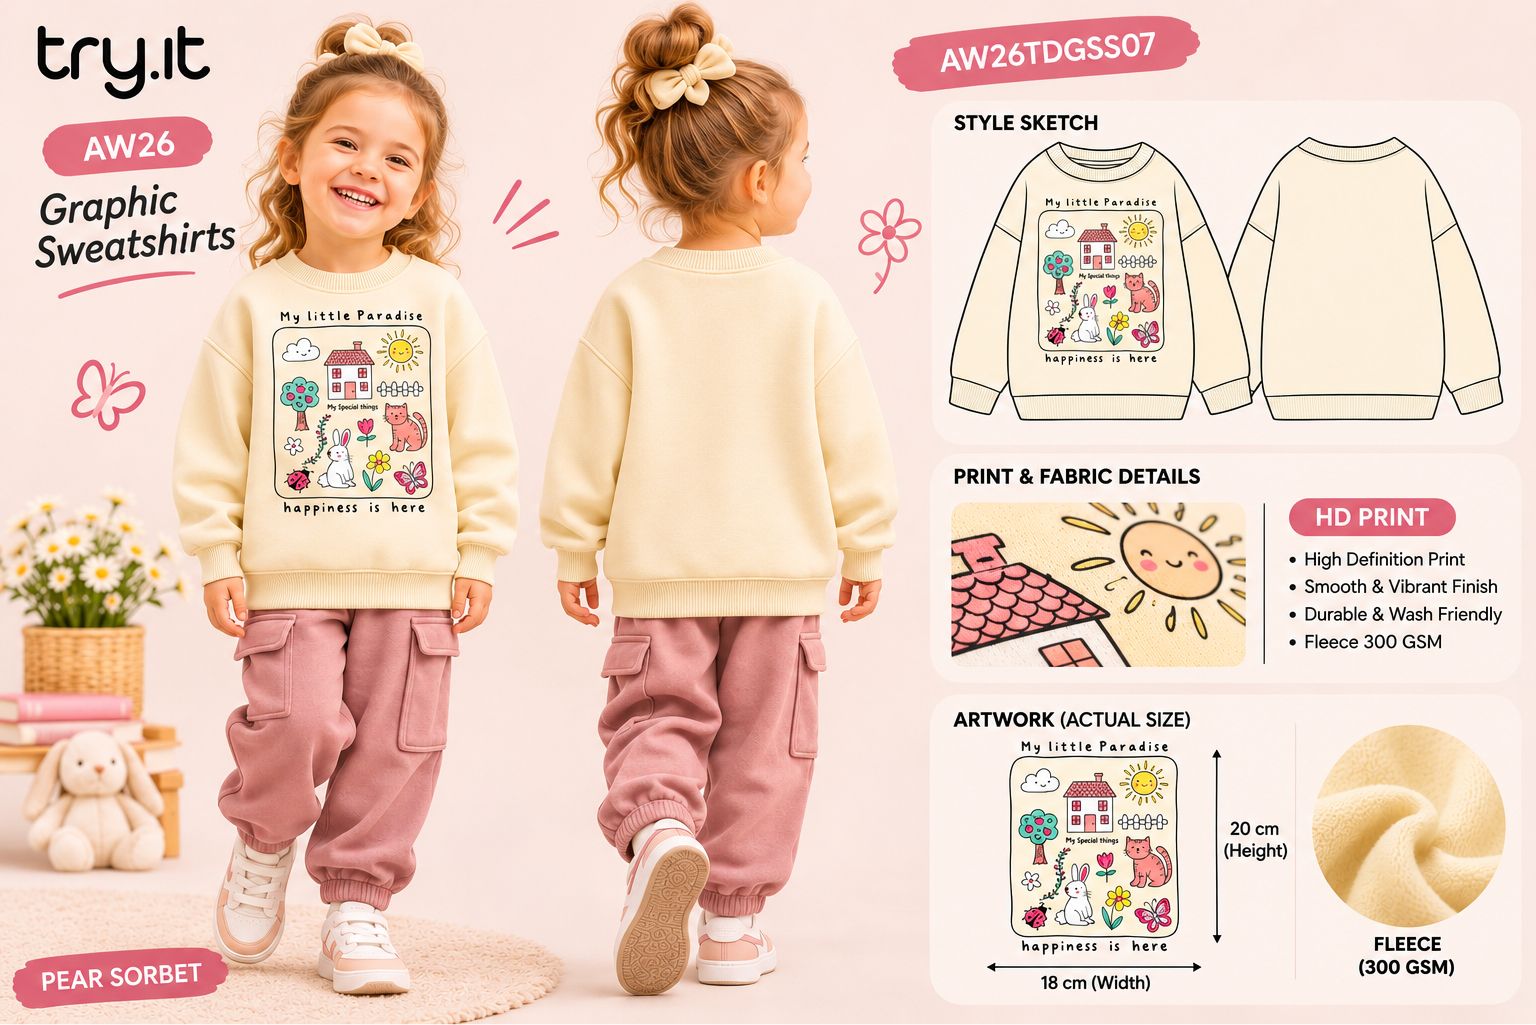 try.it
AW26
Graphic
Sweatshirts
My little Paradise
My Special things
happiness is here
PEAR SORBET
AW26TDGSS07
STYLE SKETCH
My little Paradise
My Special things
happiness is here
PRINT & FABRIC DETAILS
HD PRINT
• High Definition Print
• Smooth & Vibrant Finish
• Durable & Wash Friendly
• Fleece 300 GSM
ARTWORK (ACTUAL SIZE)
My little Paradise
My Special things
happiness is here
20 cm
(Height)
18 cm (Width)
FLEECE
(300 GSM)